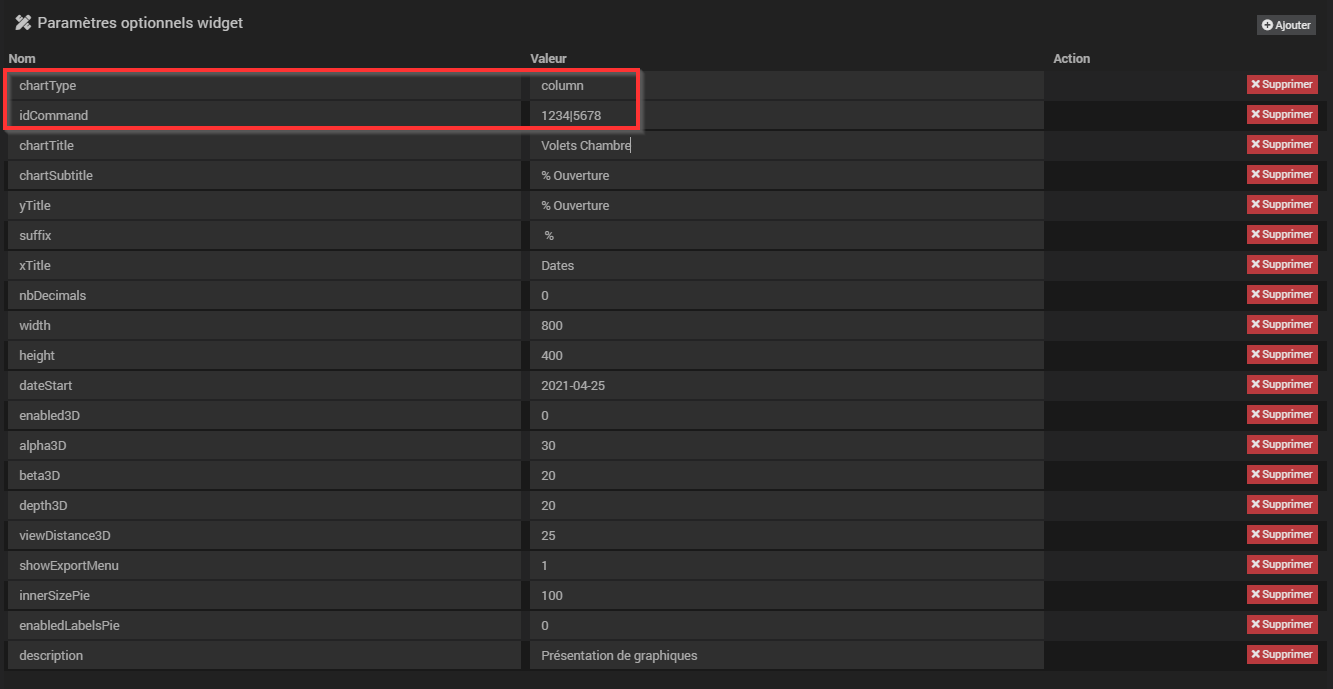 Paramètres optionnels widget
Ajouter
Nom Valeur Action
chartType column Supprimer
idCommand 1234|5678 Supprimer
chartTitle Volets Chambre Supprimer
chartSubtitle % Ouverture Supprimer
yTitle % Ouverture Supprimer
suffix % Supprimer
xTitle Dates Supprimer
nbDecimals 0 Supprimer
width 800 Supprimer
height 400 Supprimer
dateStart 2021-04-25 Supprimer
enabled3D 0 Supprimer
alpha3D 30 Supprimer
beta3D 20 Supprimer
depth3D 20 Supprimer
viewDistance3D 25 Supprimer
showExportMenu 1 Supprimer
innerSizePie 100 Supprimer
enabledLabelsPie 0 Supprimer
description Présentation de graphiques Supprimer